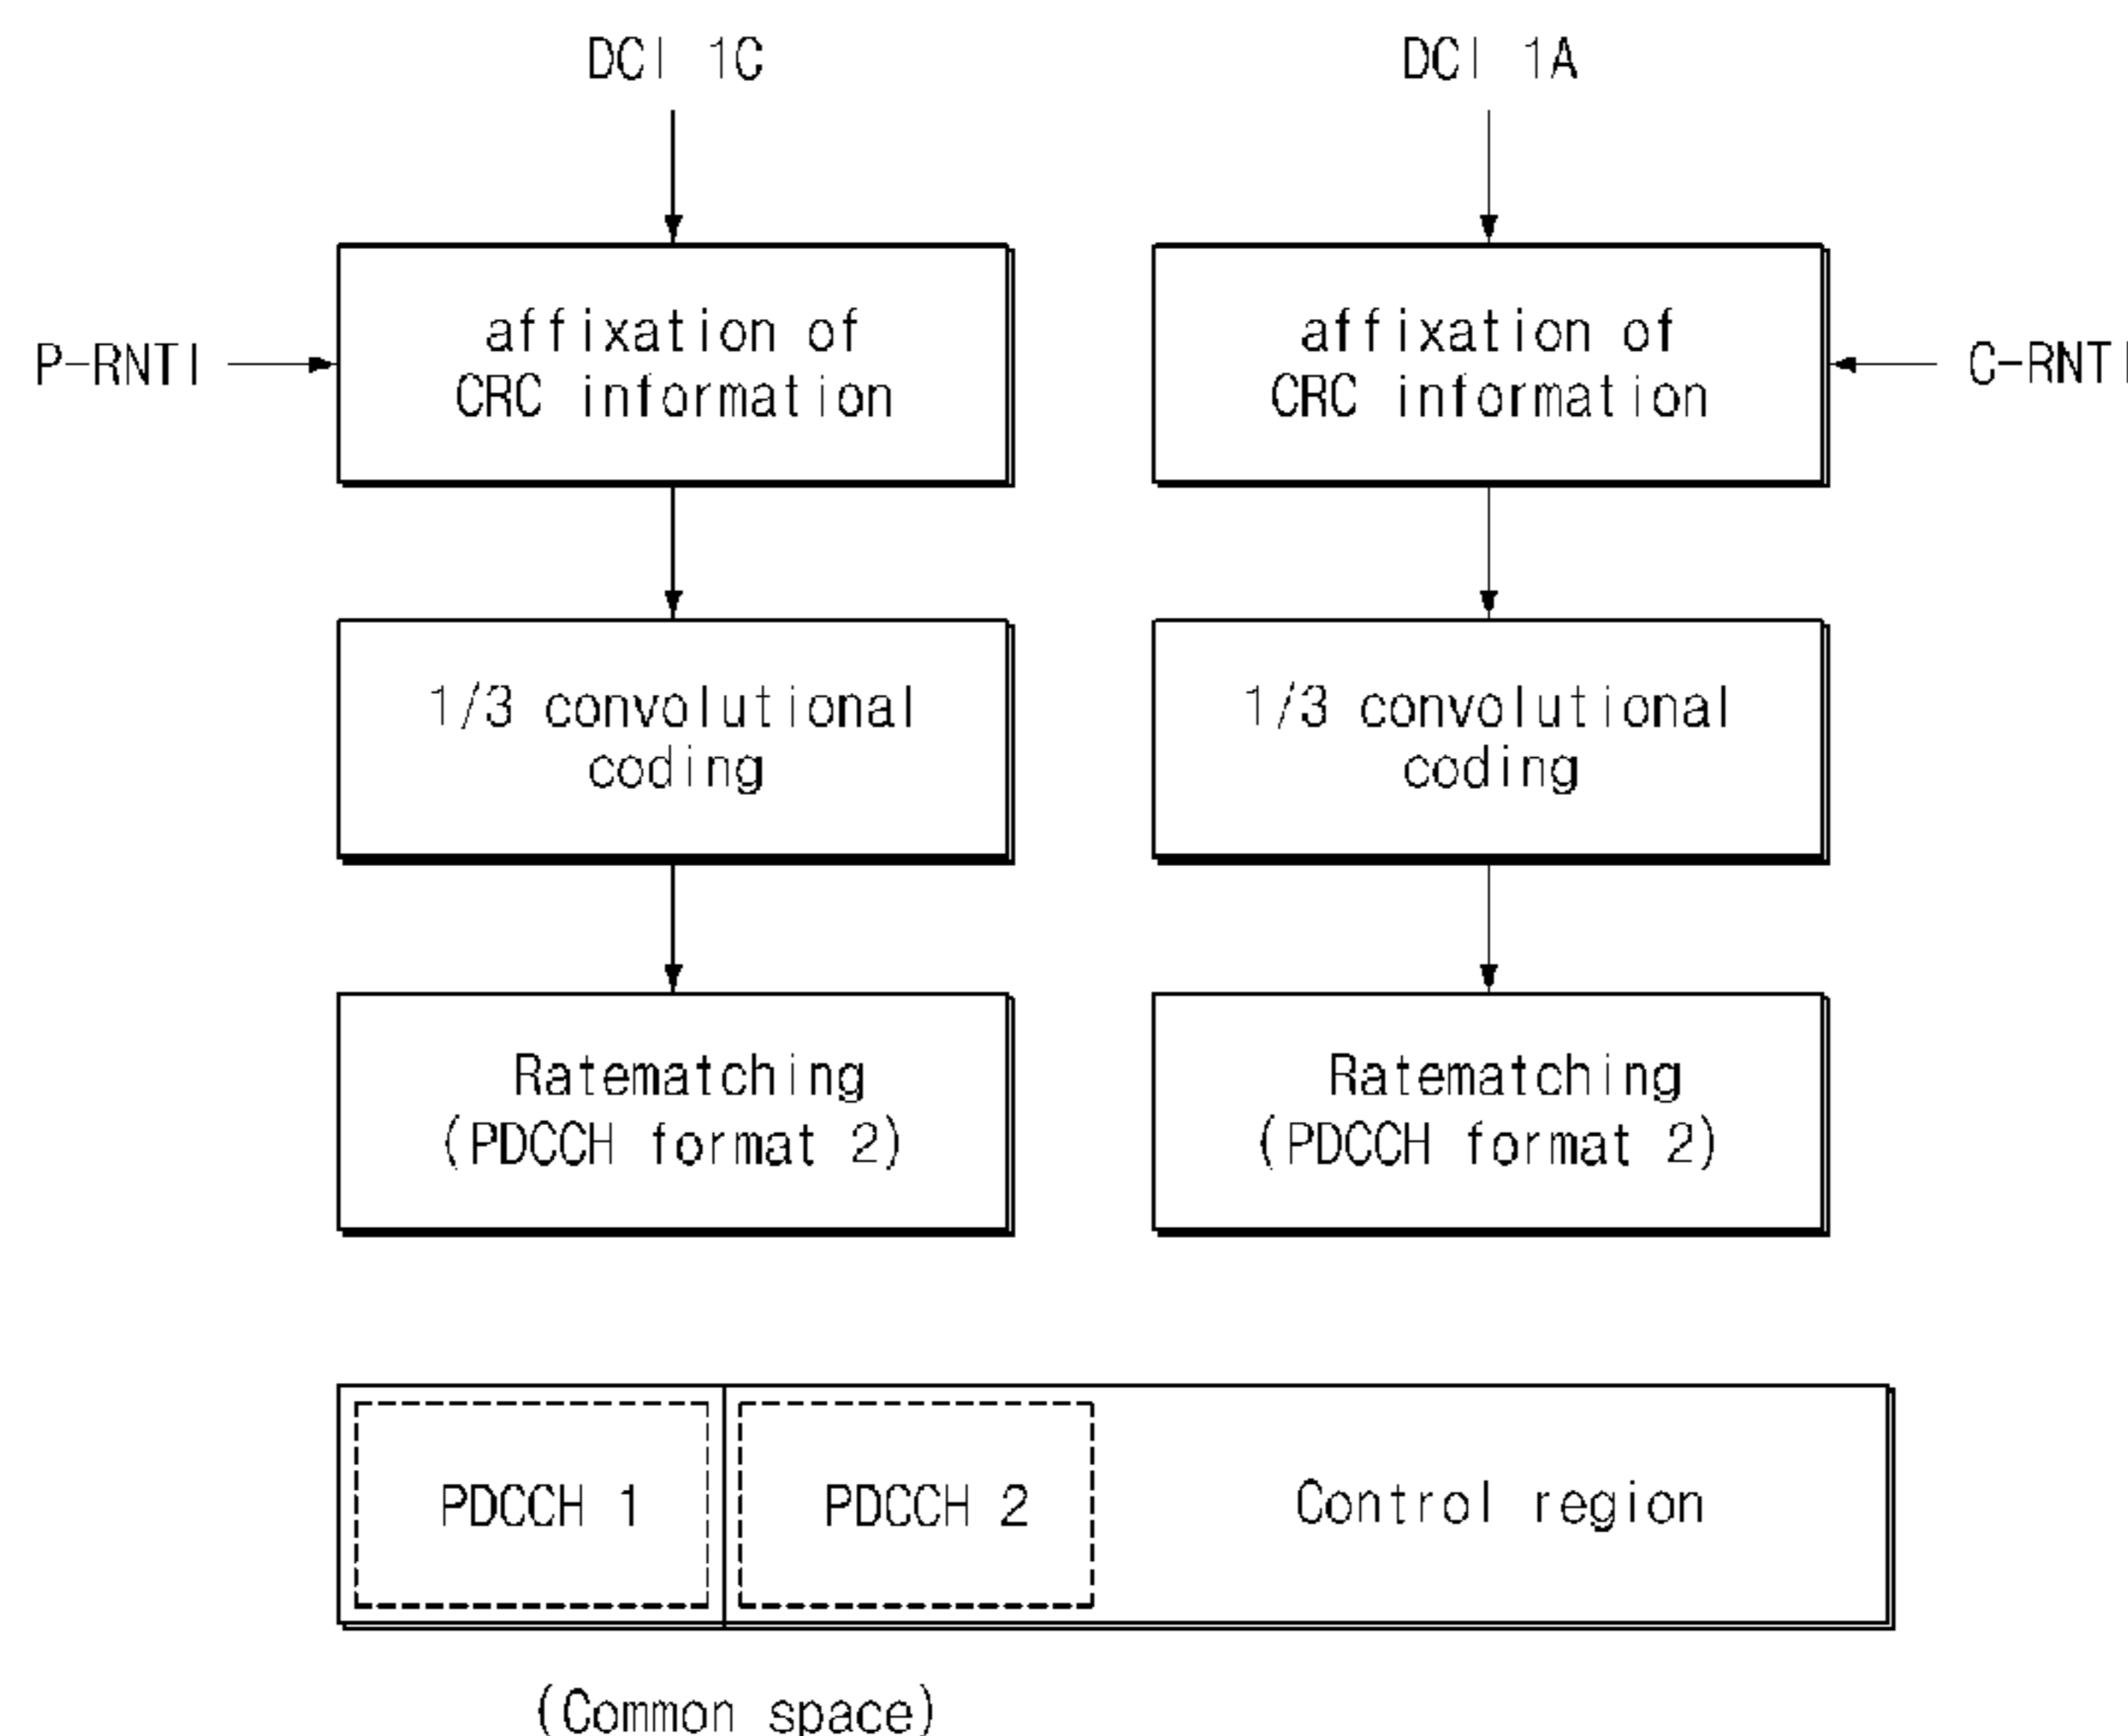 DCI 1C
DCI 1A
P-RNTI
affixation of
CRC information
affixation of
CRC information
C-RNTI
1/3 convolutional
coding
1/3 convolutional
coding
Ratematching
(PDCCH format 2)
Ratematching
(PDCCH format 2)
PDCCH 1
PDCCH 2
Control region
(Common space)